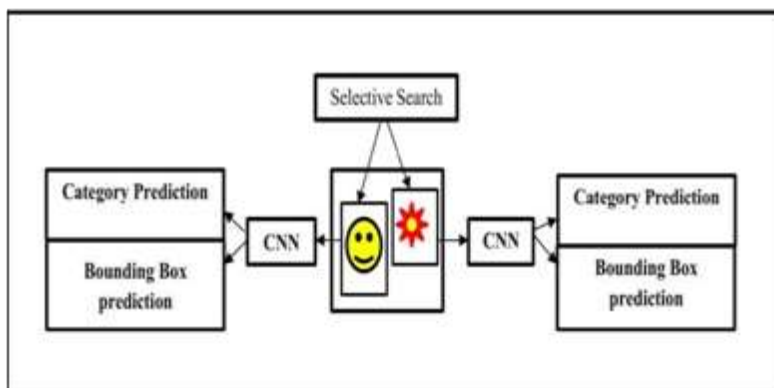 Selective Search
Category Prediction
Bounding Box
prediction
CNN
CNN
Category Prediction
Bounding Box
prediction